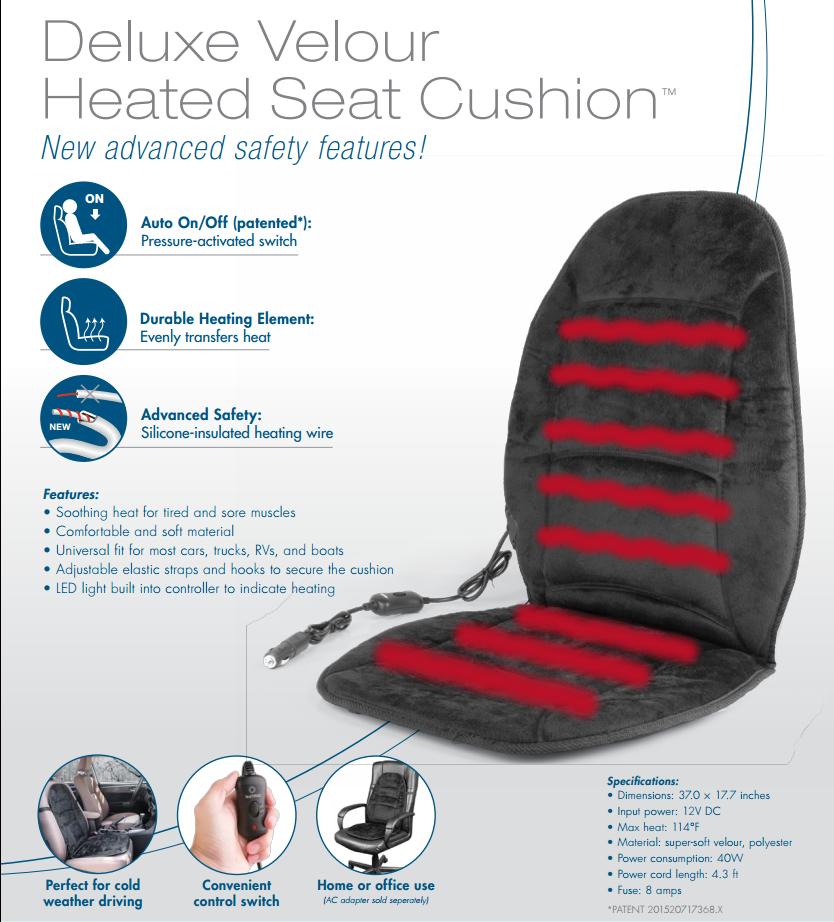 Deluxe Velour
Heated Seat Cushion™
New advanced safety features!
ON
Auto On/Off (patented*):
Pressure-activated switch
Durable Heating Element:
Evenly transfers heat
NEW
Advanced Safety:
Silicone-insulated heating wire
Features:
• Soothing heat for tired and sore muscles
• Comfortable and soft material
• Universal fit for most cars, trucks, RVs, and boats
• Adjustable elastic straps and hooks to secure the cushion
• LED light built into controller to indicate heating
Perfect for cold
weather driving
Convenient
control switch
Home or office use
(AC adapter sold seperately)
Specifications:
• Dimensions: 37.0 × 17.7 inches
• Input power: 12V DC
• Max heat: 114°F
• Material: super-soft velour, polyester
• Power consumption: 40W
• Power cord length: 4.3 ft
• Fuse: 8 amps
*PATENT 201520717368.X